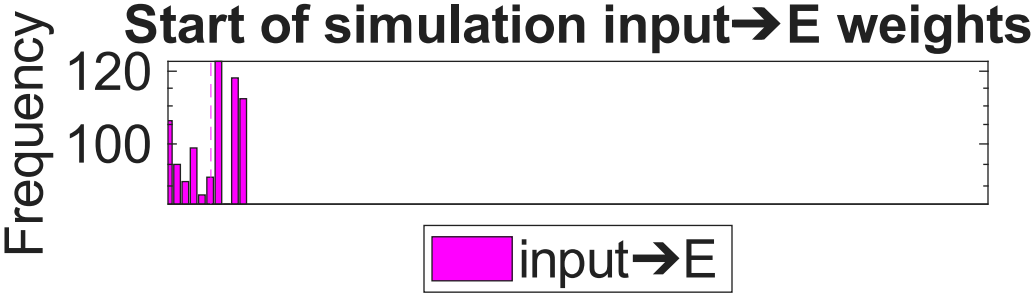 Start of simulation input➔E weights
Frequency
120
100
input➔E